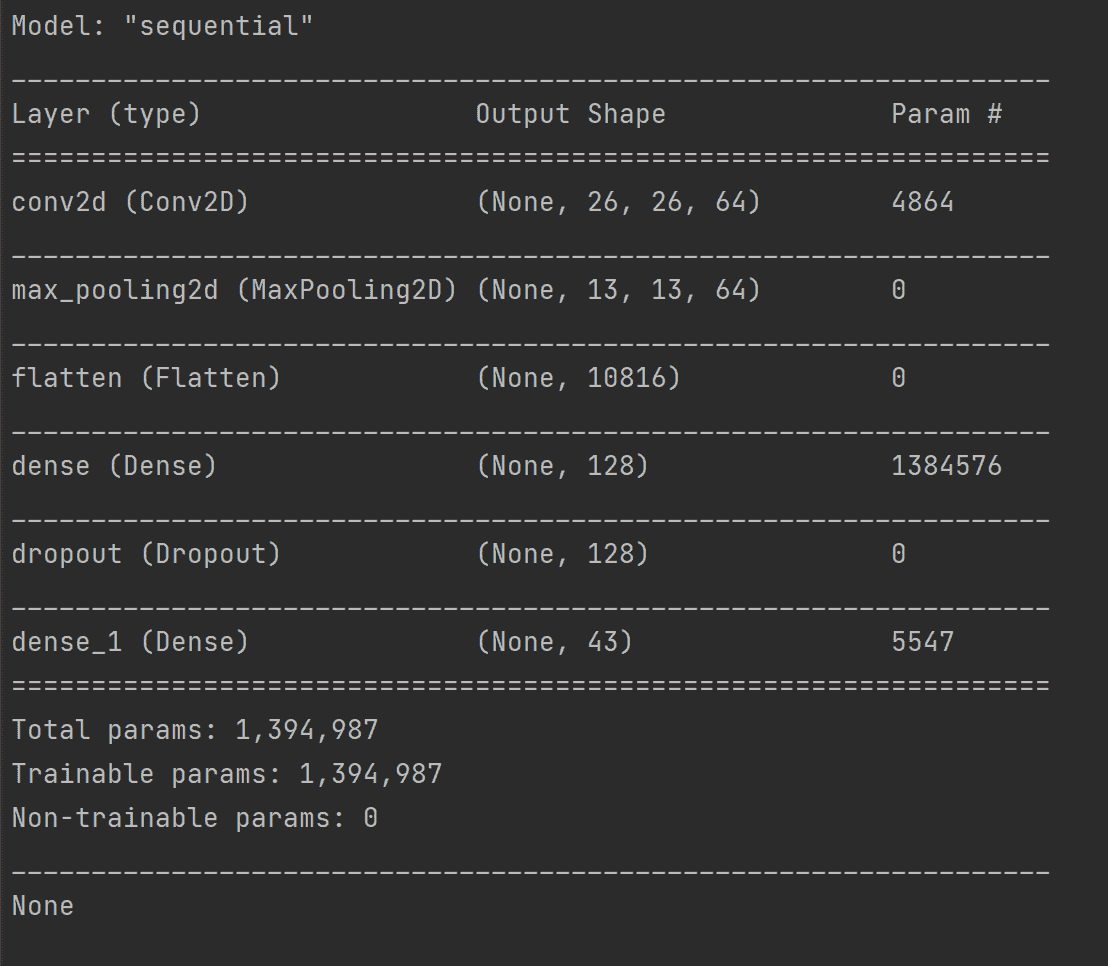 Model: "sequential"
_________________________________________________________________
Layer (type)                 Output Shape              Param #
=================================================================
conv2d (Conv2D)              (None, 26, 26, 64)        4864
_________________________________________________________________
max_pooling2d (MaxPooling2D) (None, 13, 13, 64)        0
_________________________________________________________________
flatten (Flatten)            (None, 10816)             0
_________________________________________________________________
dense (Dense)                (None, 128)               1384576
_________________________________________________________________
dropout (Dropout)            (None, 128)               0
_________________________________________________________________
dense_1 (Dense)              (None, 43)                5547
=================================================================
Total params: 1,394,987
Trainable params: 1,394,987
Non-trainable params: 0
_________________________________________________________________
None